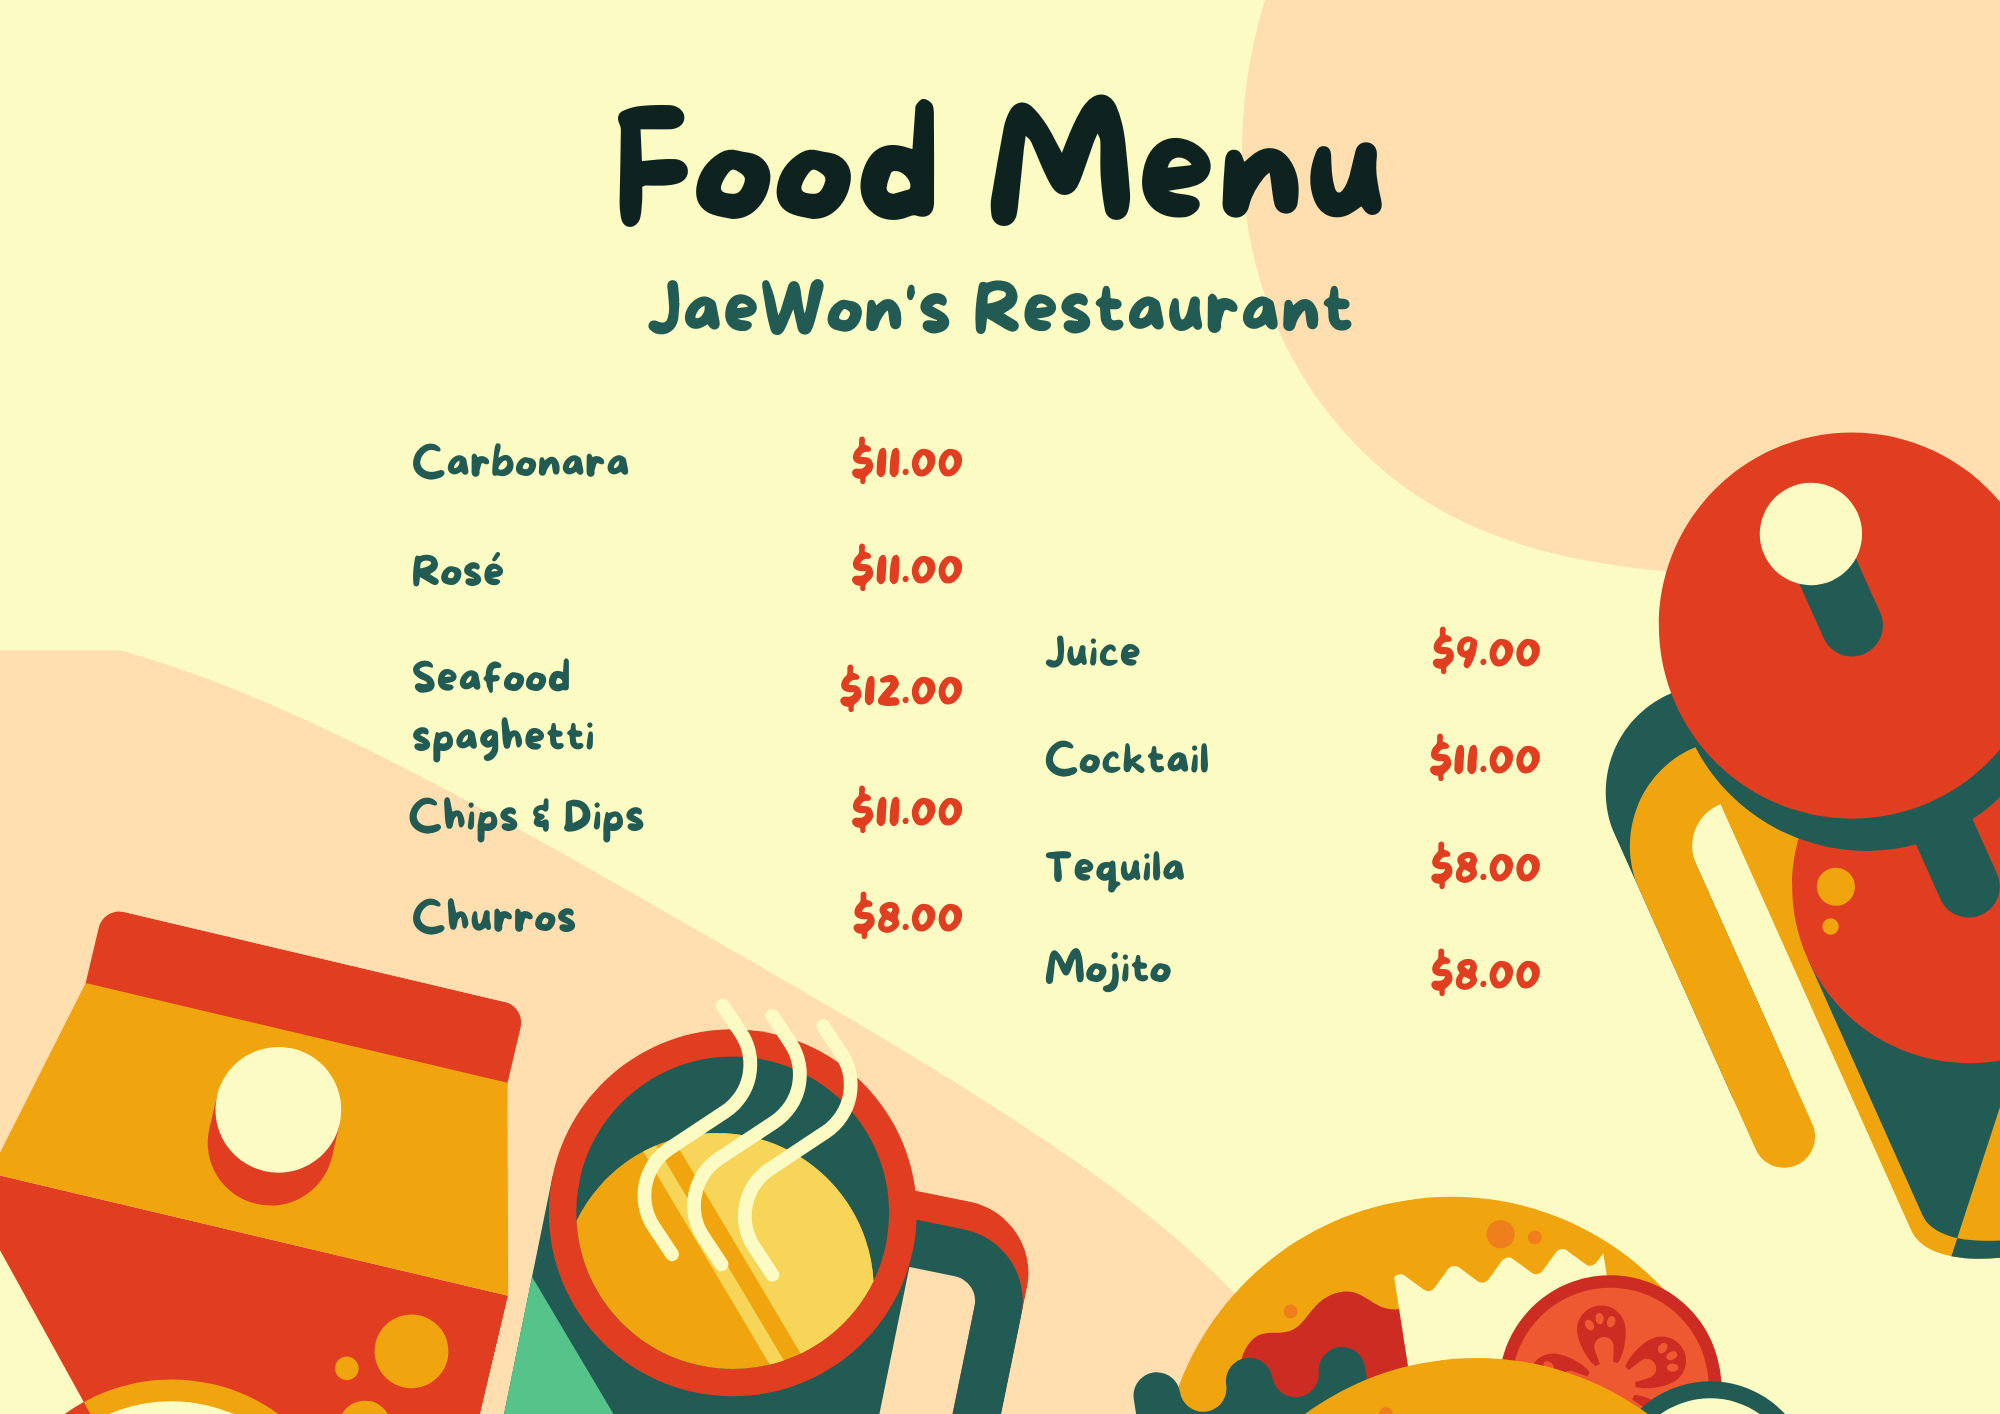 Food Menu
JaeWon's Restaurant
Carbonara $11.00
Rosé $11.00
Seafood $12.00
spaghetti
Chips & Dips $11.00
Churros $8.00
Juice $9.00
Cocktail $11.00
Tequila $8.00
Mojito $8.00